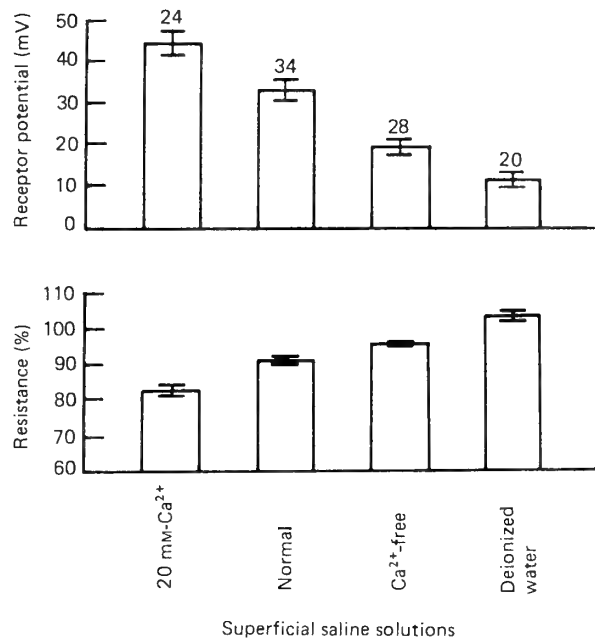 Receptor potential (mV)
50
40
30
20
10
0
24
34
28
20
Resistance (%)
110
100
90
80
70
60
20 mM-Ca²⁺
Normal
Ca²⁺-free
Deionized
water
Superficial saline solutions